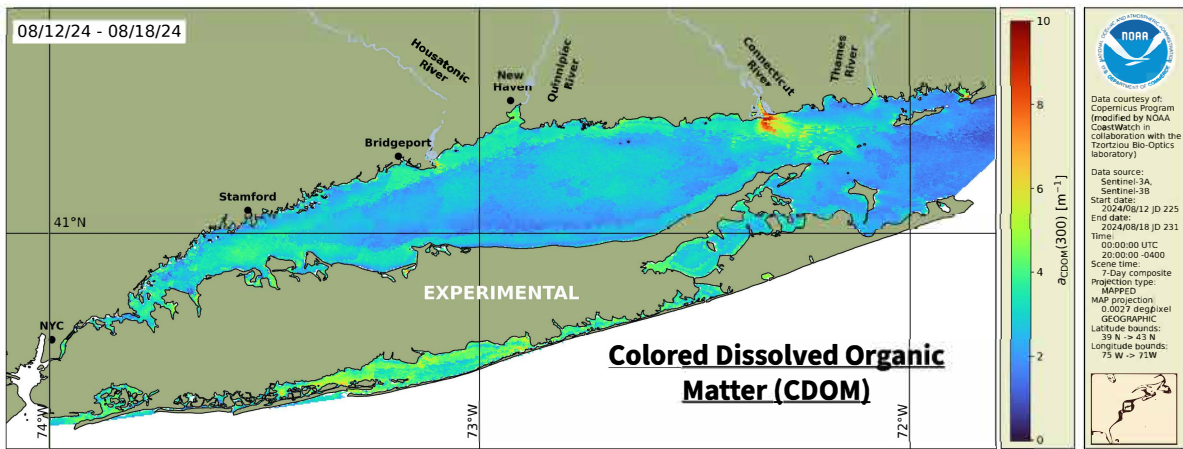 08/12/24 - 08/18/24
Housatonic
River
New
Haven
Quinnipiac
River
Connecticut
River
Thames
River
Bridgeport
Stamford
41°N
EXPERIMENTAL
NYC
Colored Dissolved Organic
Matter (CDOM)
74°W
73°W
72°W
10
8
6
4
2
0
aCDOM(300) [m⁻¹]
NOAA
Data courtesy of:
Copernicus Program
(modified by NOAA
CoastWatch in
collaboration with the
Tzortziou Bio-Optics
laboratory)
Data source:
Sentinel-3A,
Sentinel-3B
Start date:
2024/08/12 JD 225
End date:
2024/08/18 JD 231
Time:
00:00:00 UTC
20:00:00 -0400
Scene time:
7-Day composite
Projection type:
MAPPED
MAP projection
0.0027 deg/pixel
GEOGRAPHIC
Latitude bounds:
39 N -> 43 N
Longitude bounds:
75 W -> 71W